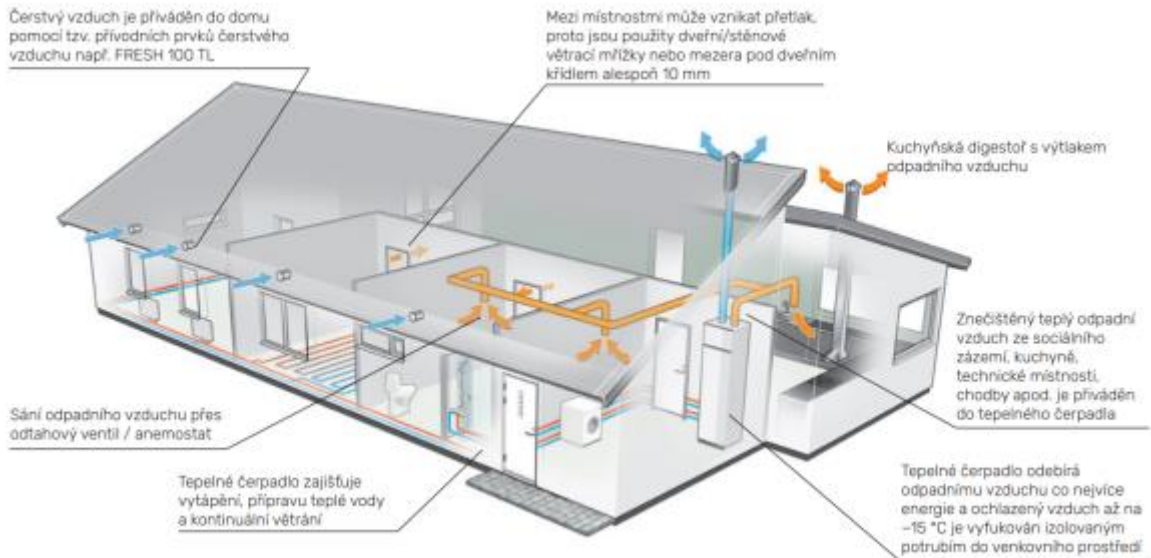 Čerstvý vzduch je přiváděn do domu
pomocí tzv. přívodních prvků čerstvého
vzduchu např. FRESH 100 TL
Mezi místnostmi může vznikat přetlak,
proto jsou použity dveřní/stěnové
větrací mřížky nebo mezera pod dveřním
křídlem alespoň 10 mm
Kuchyňská digestoř s výtlakem
odpadního vzduchu
Znečištěný teplý odpadní
vzduch ze sociálního
zázemí, kuchyně,
technické místnosti,
chodby apod. je přiváděn
do tepelného čerpadla
Sání odpadního vzduchu přes
odtahový ventil / anemostat
Tepelné čerpadlo zajišťuje
vytápění, přípravu teplé vody
a kontinuální větrání
Tepelné čerpadlo odebírá
odpadnímu vzduchu co nejvíce
energie a ochlazený vzduch až na
–15 °C je vyfukován izolovaným
potrubím do venkovního prostředí